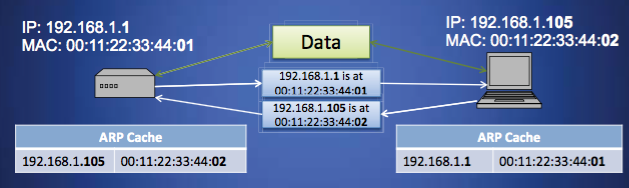 IP: 192.168.1.1
MAC: 00:11:22:33:44:01
Data
IP: 192.168.1.105
MAC: 00:11:22:33:44:02
192.168.1.1 is at
00:11:22:33:44:01
192.168.1.105 is at
00:11:22:33:44:02
ARP Cache
192.168.1.105 00:11:22:33:44:02
ARP Cache
192.168.1.1 00:11:22:33:44:01